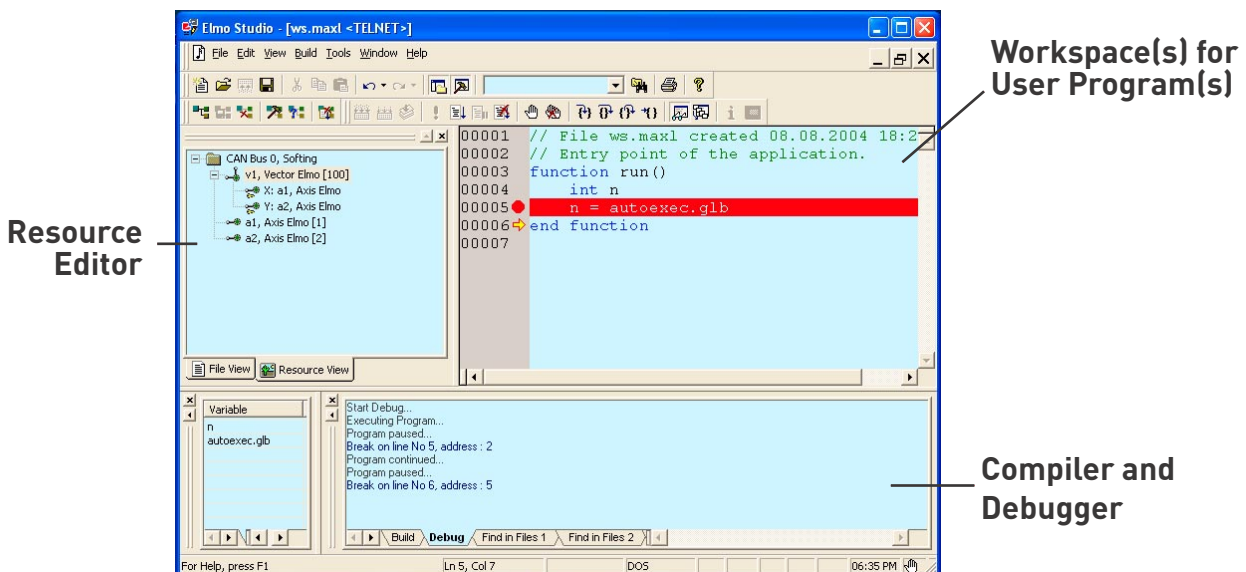 Elmo Studio - [ws.maxl <TELNET>]
File Edit View Build Tools Window Help
Workspace(s) for
User Program(s)
CAN Bus 0, Softing
v1, Vector Elmo [100]
X: a1, Axis Elmo
Y: a2, Axis Elmo
a1, Axis Elmo [1]
a2, Axis Elmo [2]
Resource
Editor
File View Resource View
00001 // File ws.maxl created 08.08.2004 18:2
00002 // Entry point of the application.
00003 function run()
00004 int n
00005 n = autoexec.glb
00006 end function
00007
Variable
n
autoexec.glb
Start Debug...
Executing Program...
Program paused...
Break on line No 5, address : 2
Program continued...
Program paused...
Break on line No 6, address : 5
Compiler and
Debugger
Build Debug Find in Files 1 Find in Files 2
For Help, press F1 Ln 5, Col 7 DOS 06:35 PM